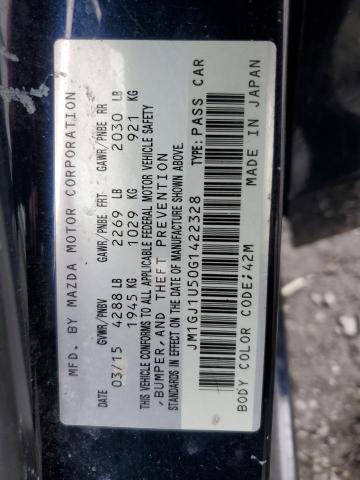 MFD. BY MAZDA MOTOR CORPORATION
GVWR/PNBV GAWR/PNBE FRT GAWR/PNBE RR
DATE
03/15 4288 LB 2269 LB 2030 LB
1945 KG 1029 KG 921 KG
THIS VEHICLE CONFORMS TO ALL APPLICABLE FEDERAL MOTOR VEHICLE SAFETY
,BUMPER,AND THEFT PREVENTION
STANDARDS IN EFFECT ON THE DATE OF MANUFACTURE SHOWN ABOVE.
JM1GJ1U50G1422328 TYPE: PASS CAR
BODY COLOR CODE:42M MADE IN JAPAN